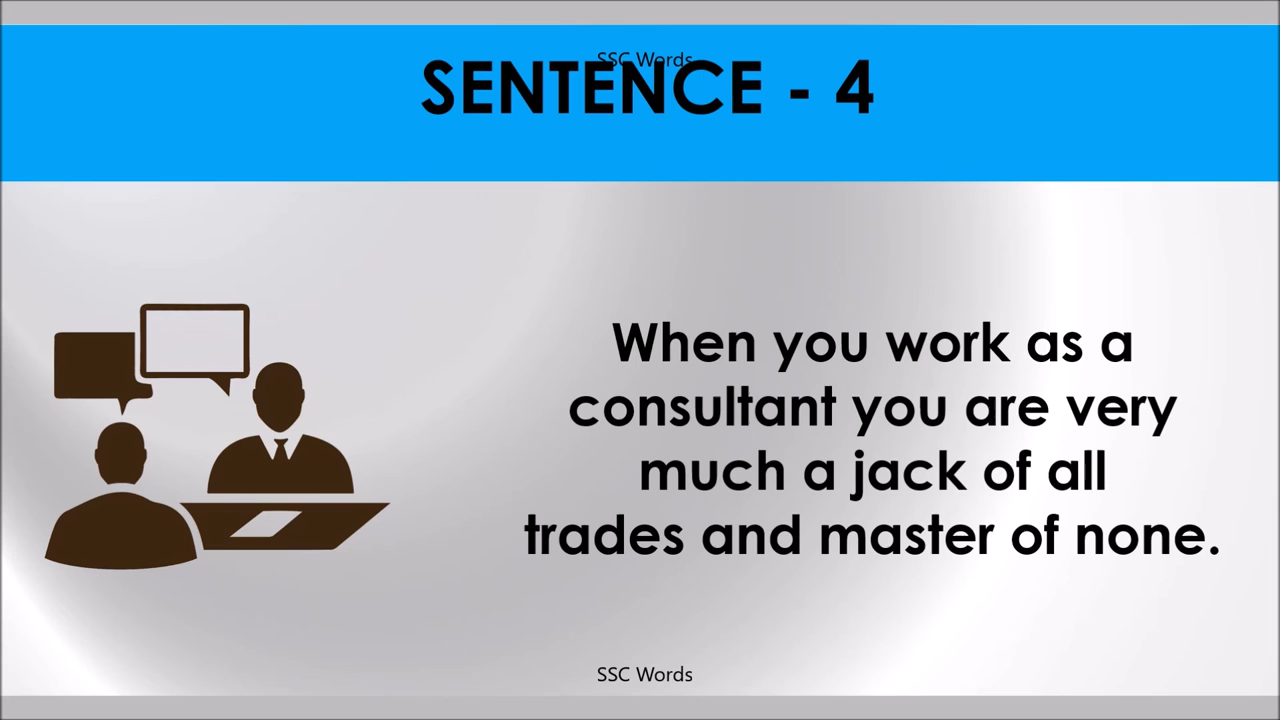 SSC Words
SENTENCE - 4
When you work as a
consultant you are very
much a jack of all
trades and master of none.
SSC Words